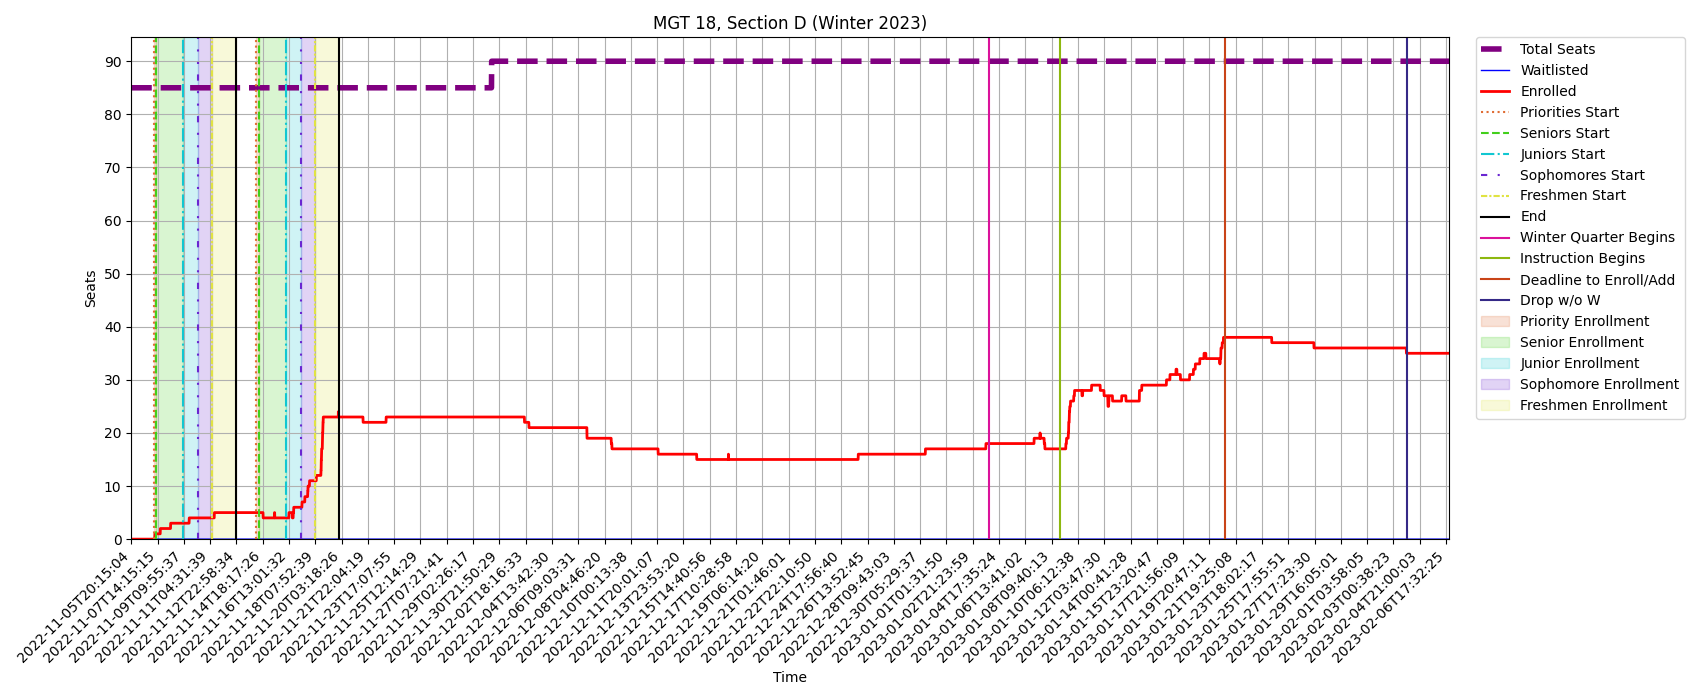 MGT 18, Section D (Winter 2023)
Seats
90
80
70
60
50
40
30
20
10
0
2022-11-05T20:15:04
2022-11-07T14:15:15
2022-11-09T09:55:37
2022-11-11T04:31:39
2022-11-12T22:58:34
2022-11-14T18:17:26
2022-11-16T13:01:32
2022-11-18T07:52:39
2022-11-20T03:18:26
2022-11-21T22:04:19
2022-11-23T17:07:55
2022-11-25T12:14:29
2022-11-27T07:21:41
2022-11-29T02:26:17
2022-11-30T21:50:29
2022-12-02T18:16:33
2022-12-04T13:42:30
2022-12-06T09:03:31
2022-12-08T04:46:20
2022-12-10T00:13:38
2022-12-11T20:01:07
2022-12-13T23:53:20
2022-12-15T14:40:56
2022-12-17T10:28:58
2022-12-19T06:14:20
2022-12-21T01:46:01
2022-12-22T22:10:50
2022-12-24T17:56:40
2022-12-26T13:52:45
2022-12-28T09:43:03
2022-12-30T05:29:37
2023-01-01T01:31:50
2023-01-02T21:23:59
2023-01-04T17:35:24
2023-01-06T13:41:02
2023-01-08T09:40:13
2023-01-10T06:12:38
2023-01-12T03:47:30
2023-01-14T00:41:28
2023-01-15T23:20:47
2023-01-17T21:56:09
2023-01-19T20:47:11
2023-01-21T19:25:08
2023-01-23T18:02:17
2023-01-25T17:55:51
2023-01-27T17:23:30
2023-01-29T16:05:01
2023-02-01T03:58:05
2023-02-03T00:38:23
2023-02-04T21:00:03
2023-02-06T17:32:25
Time
Total Seats
Waitlisted
Enrolled
Priorities Start
Seniors Start
Juniors Start
Sophomores Start
Freshmen Start
End
Winter Quarter Begins
Instruction Begins
Deadline to Enroll/Add
Drop w/o W
Priority Enrollment
Senior Enrollment
Junior Enrollment
Sophomore Enrollment
Freshmen Enrollment